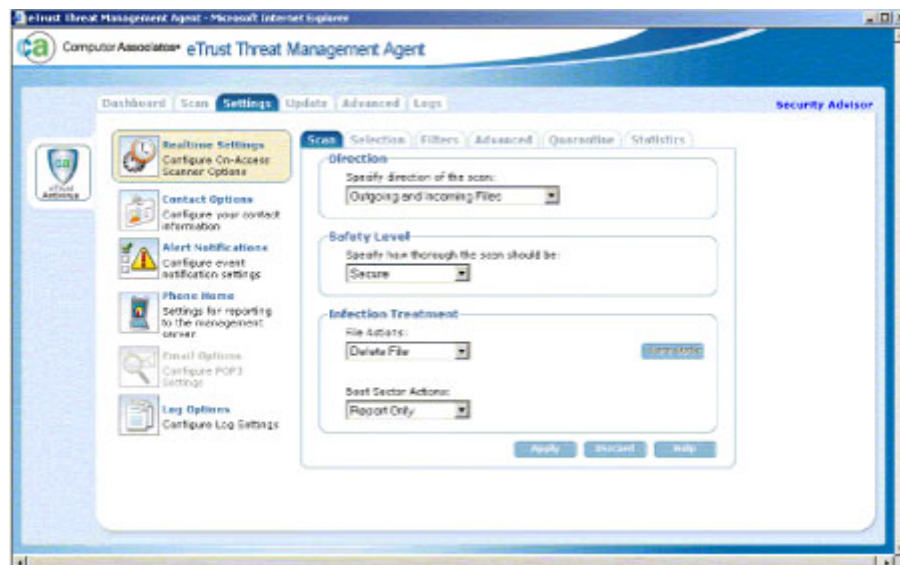 eTrust Threat Management Agent - Microsoft Internet Explorer
ca Computer Associates® eTrust Threat Management Agent
Dashboard Scan Settings Update Advanced Logs
Security Advisor
ca
eTrust
Antivirus
Realtime Settings
Configure On-Access
Scanner Options
Contact Options
Configure your contact
information
Alert Notifications
Configure event
notification settings
Phone Home
Settings for reporting
to the management
server
Email Options
Configure POP3
Settings
Log Options
Configure Log Settings
Scan Selection Filters Advanced Quarantine Statistics
Direction
Specify direction of the scan:
Outgoing and Incoming Files
Safety Level
Specify how thorough the scan should be:
Secure
Infection Treatment
File Actions:
Delete File
Boot Sector Actions:
Report Only
Apply Discard Help